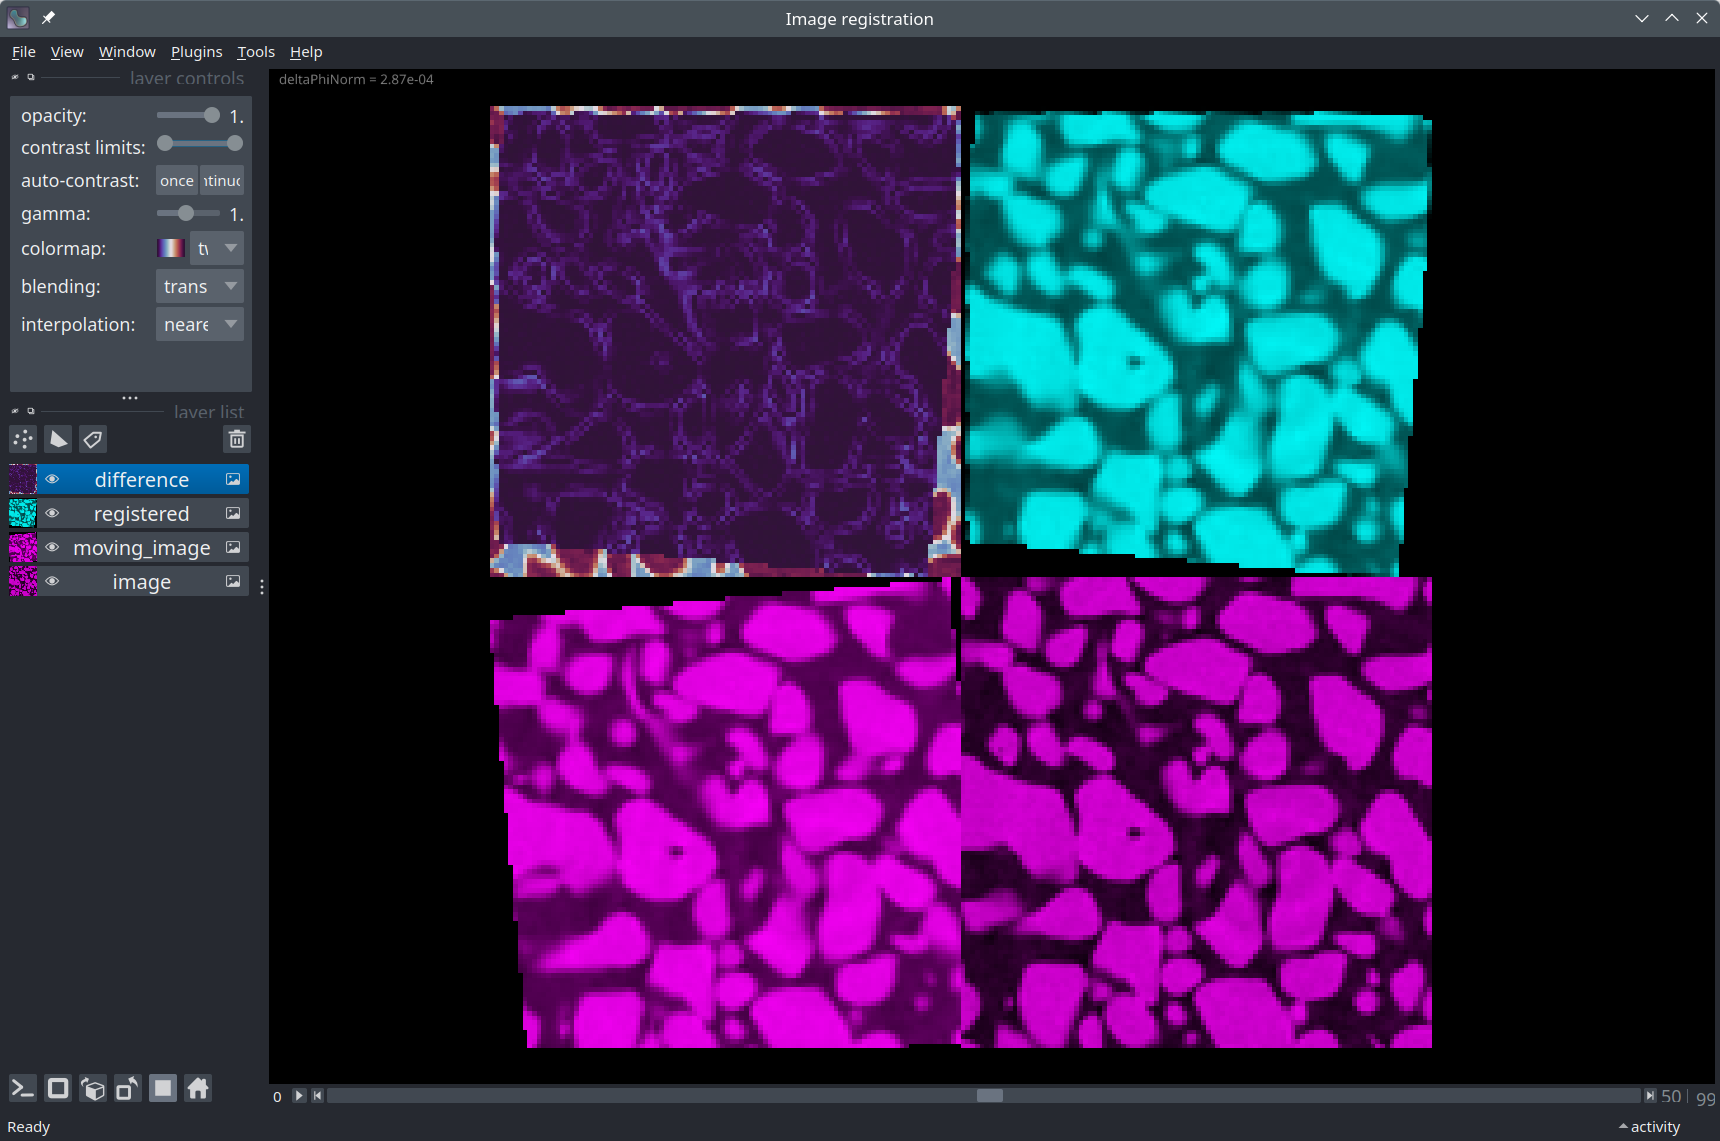 Image registration
File View Window Plugins Tools Help
layer controls
deltaPhiNorm = 2.87e-04
opacity: 1.
contrast limits:
auto-contrast: once
gamma: 1.
colormap:
blending: trans
interpolation: neare
layer list
difference
registered
moving_image
image
0 50 | 99
Ready activity